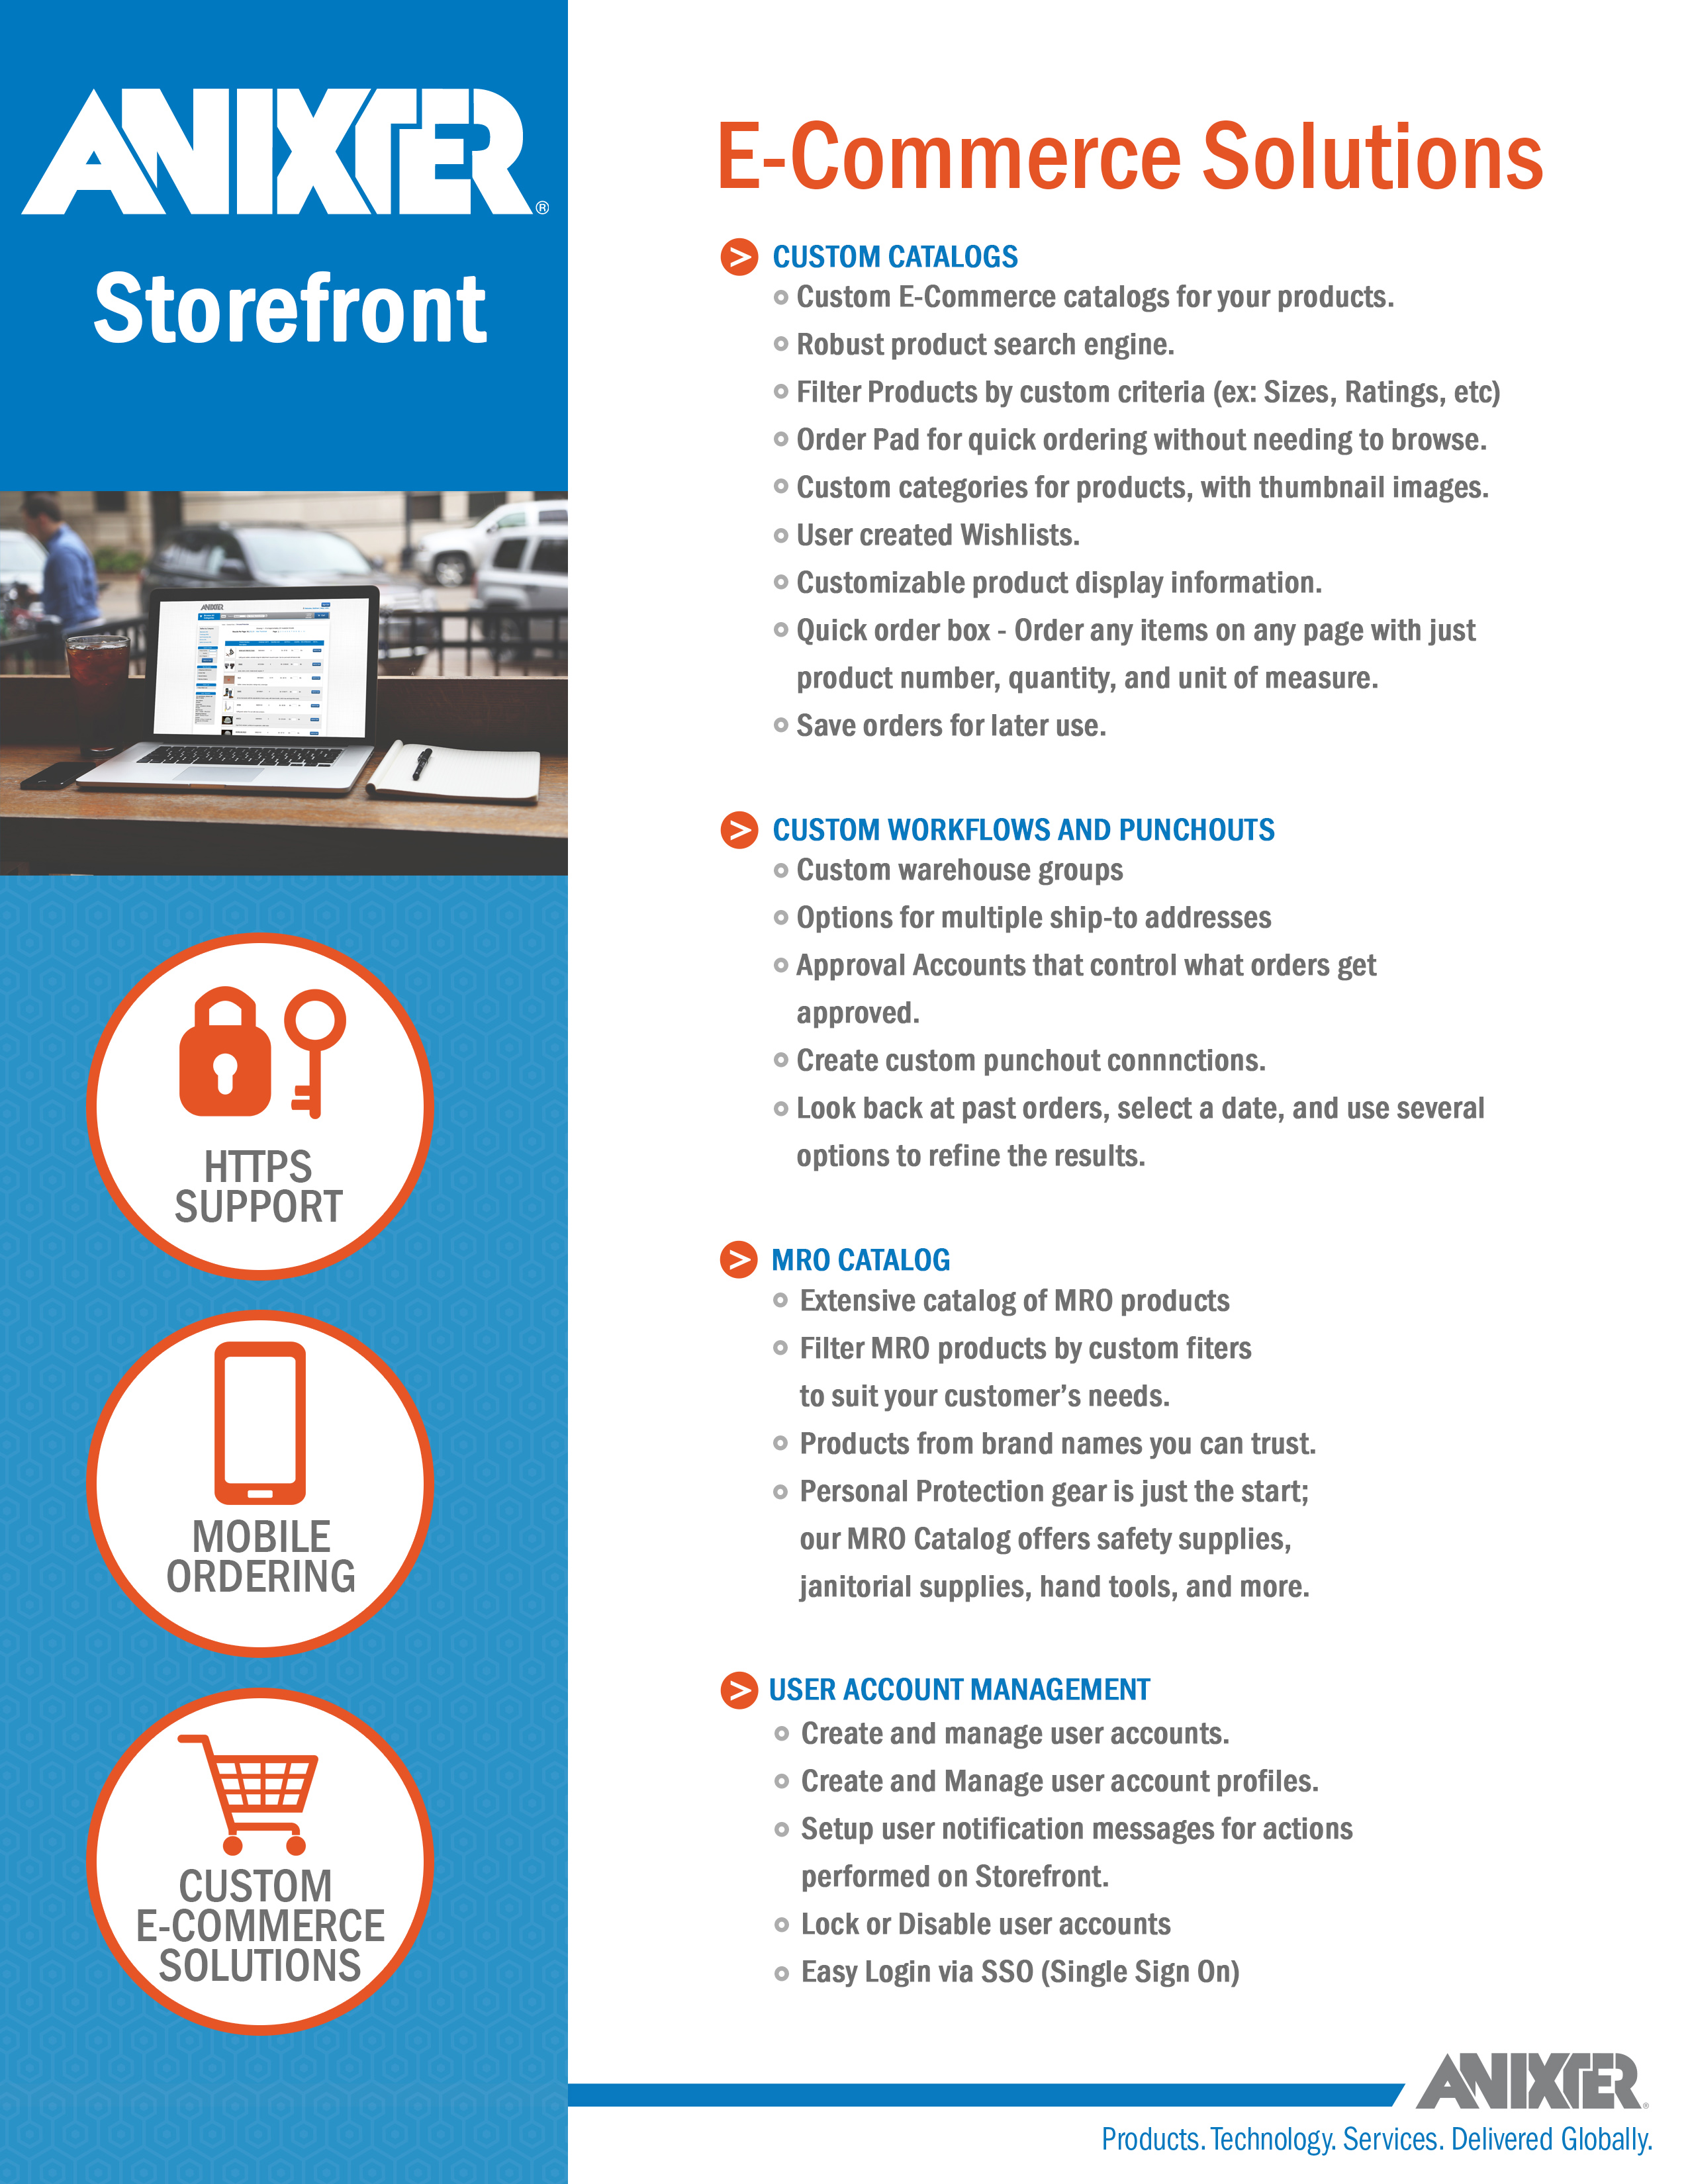 ANIXTER®
Storefront
HTTPS
SUPPORT
MOBILE
ORDERING
CUSTOM
E-COMMERCE
SOLUTIONS
E-Commerce Solutions
> CUSTOM CATALOGS
Custom E-Commerce catalogs for your products.
Robust product search engine.
Filter Products by custom criteria (ex: Sizes, Ratings, etc)
Order Pad for quick ordering without needing to browse.
Custom categories for products, with thumbnail images.
User created Wishlists.
Customizable product display information.
Quick order box - Order any items on any page with just
product number, quantity, and unit of measure.
Save orders for later use.
> CUSTOM WORKFLOWS AND PUNCHOUTS
Custom warehouse groups
Options for multiple ship-to addresses
Approval Accounts that control what orders get
approved.
Create custom punchout connnctions.
Look back at past orders, select a date, and use several
options to refine the results.
> MRO CATALOG
Extensive catalog of MRO products
Filter MRO products by custom fiters
to suit your customer’s needs.
Products from brand names you can trust.
Personal Protection gear is just the start;
our MRO Catalog offers safety supplies,
janitorial supplies, hand tools, and more.
> USER ACCOUNT MANAGEMENT
Create and manage user accounts.
Create and Manage user account profiles.
Setup user notification messages for actions
performed on Storefront.
Lock or Disable user accounts
Easy Login via SSO (Single Sign On)
ANIXTER®
Products. Technology. Services. Delivered Globally.